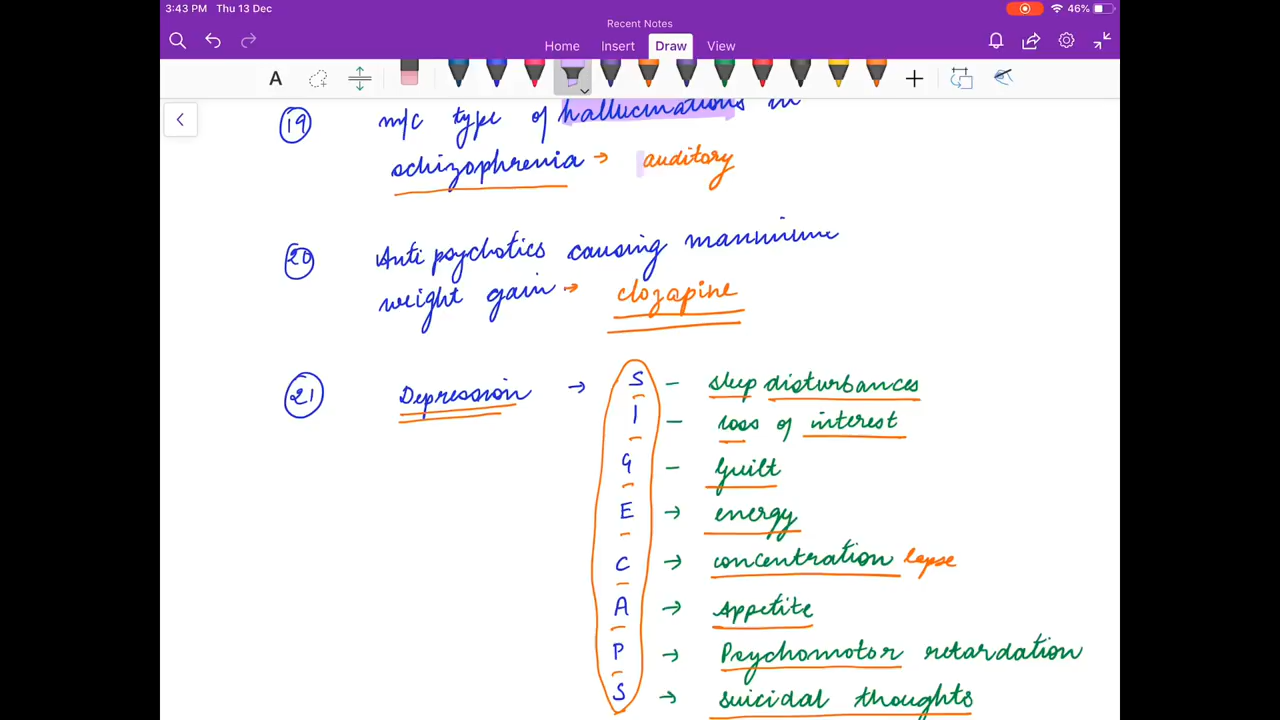 3:43 PM Thu 13 Dec
46%
Recent Notes
Home Insert Draw View
A
19 m/c type of hallucinations in
schizophrenia → auditory
20 Anti psychotics causing maximum
weight gain → clozapine
21 Depression → S - sleep disturbances
I - loss of interest
G - Guilt
E → energy
C → concentration lapse
A → Appetite
P → Psychomotor retardation
S → suicidal thoughts